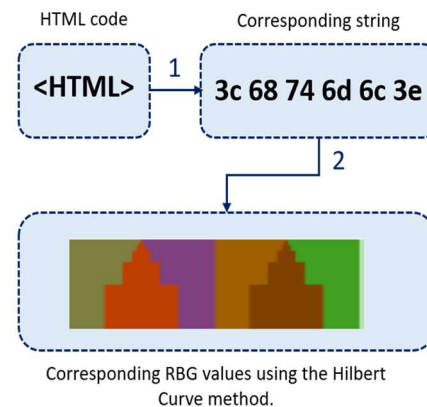 HTML code
Corresponding string
1
<HTML>
3c 68 74 6d 6c 3e
2
Corresponding RBG values using the Hilbert
Curve method.